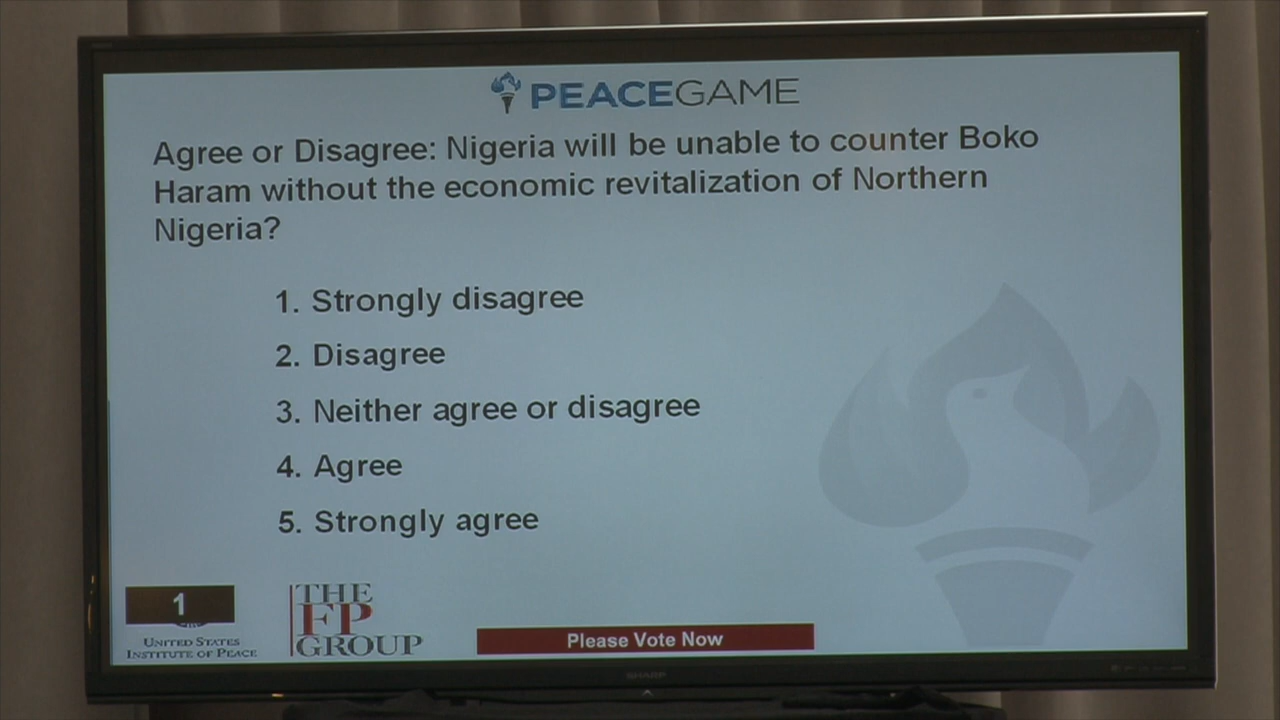 PEACEGAME
Agree or Disagree: Nigeria will be unable to counter Boko
Haram without the economic revitalization of Northern
Nigeria?
1. Strongly disagree
2. Disagree
3. Neither agree or disagree
4. Agree
5. Strongly agree
1
UNITED STATES
INSTITUTE OF PEACE
THE
FP
GROUP
Please Vote Now
SHARP